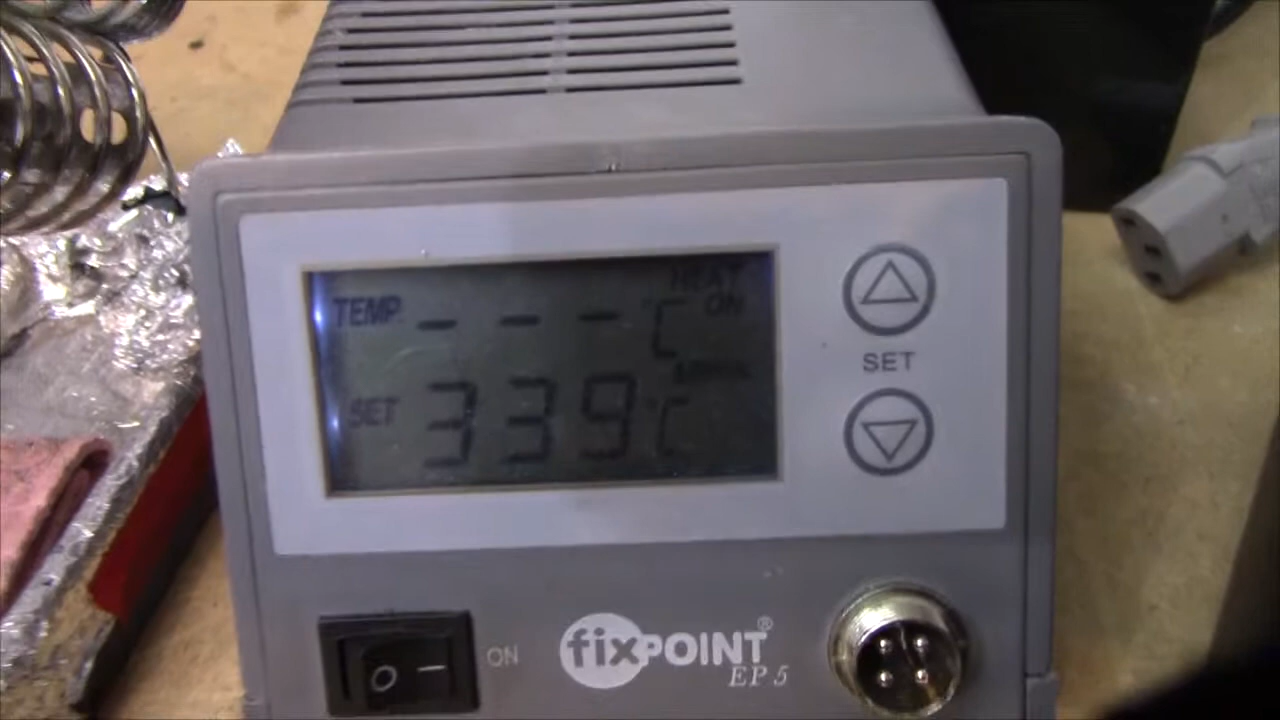 HEAT
TEMP. - - - °C ON
SET 339 °C
SET
ON
fixPOINT®
EP 5
O —